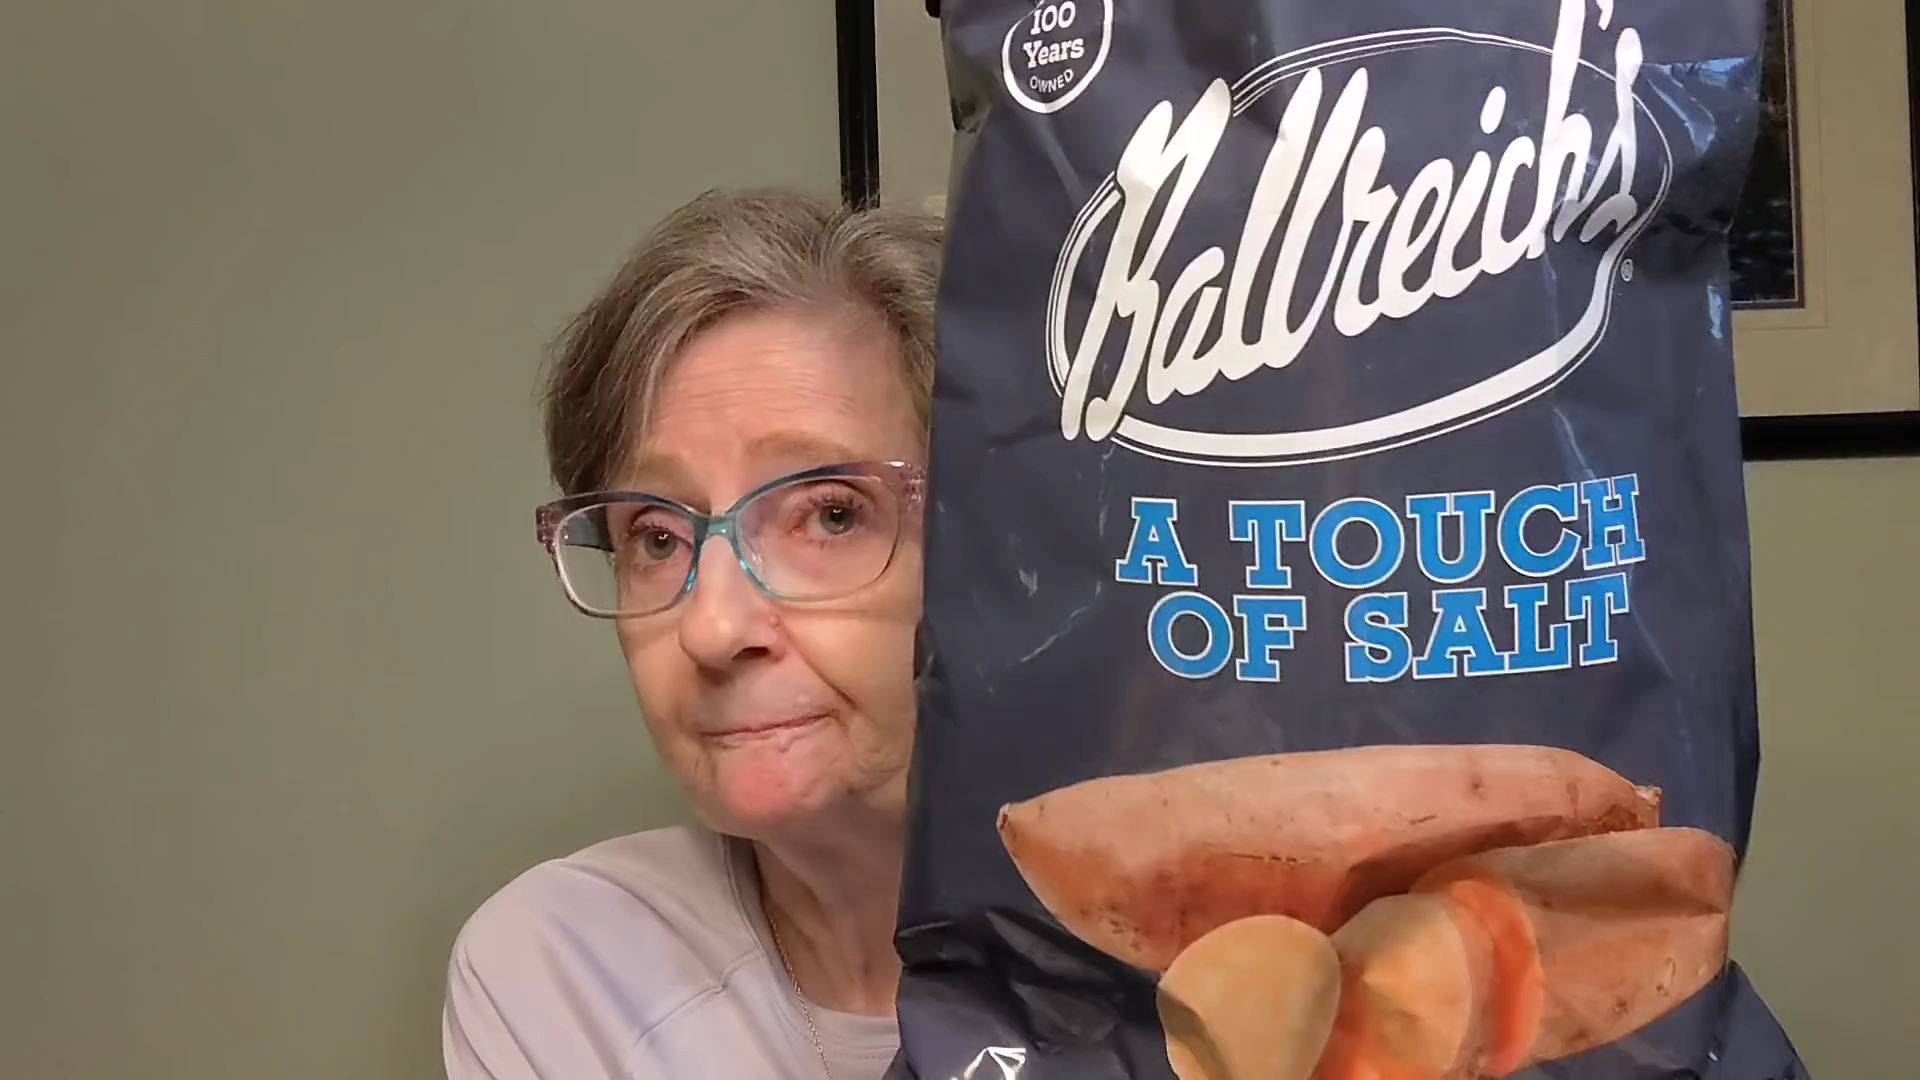 100
Years
OWNED
Ballreich's
®
A TOUCH
OF SALT